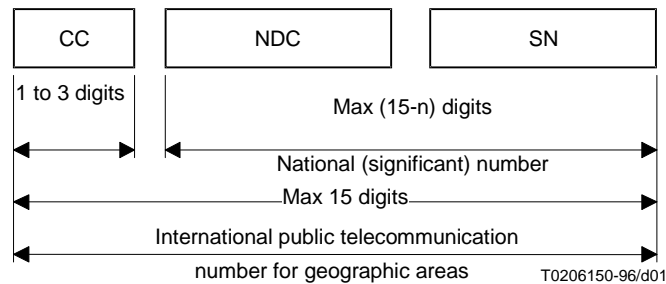 CC NDC SN
1 to 3 digits
Max (15-n) digits
National (significant) number
Max 15 digits
International public telecommunication
number for geographic areas
T0206150-96/d01